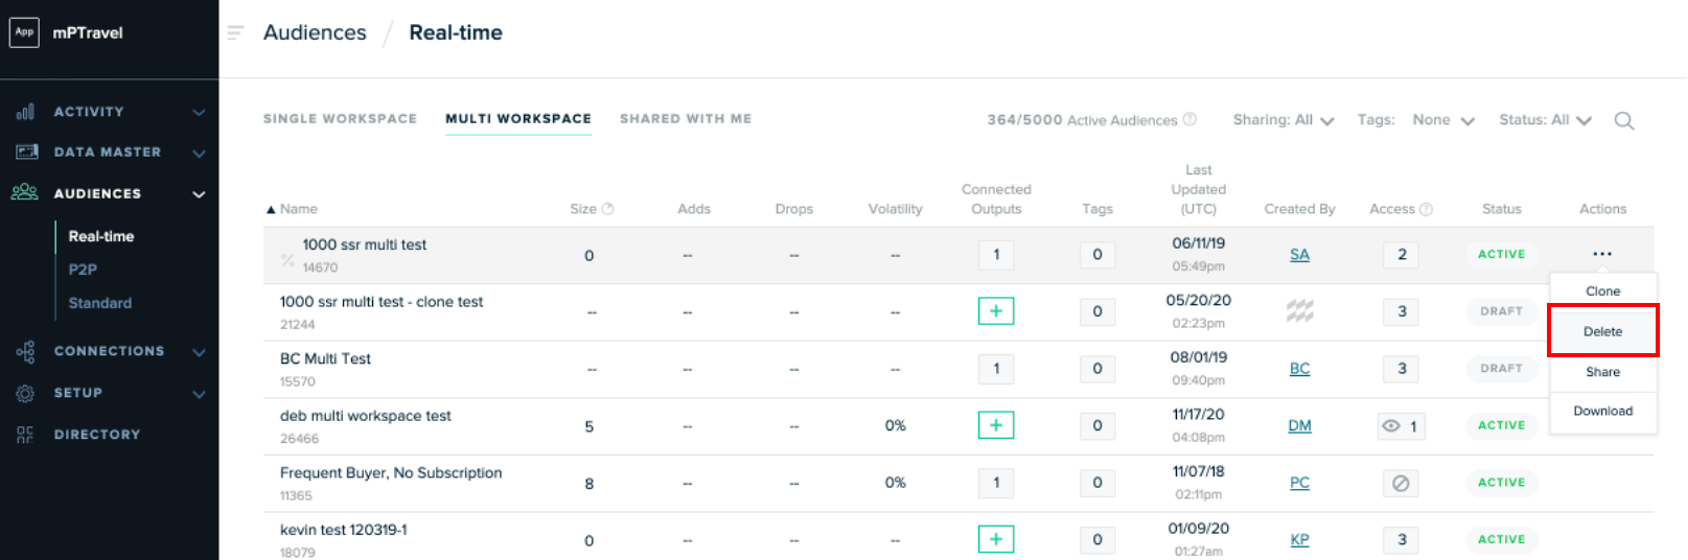 App mPTravel
Audiences / Real-time
ACTIVITY
DATA MASTER
AUDIENCES
Real-time
P2P
Standard
CONNECTIONS
SETUP
DIRECTORY
SINGLE WORKSPACE MULTI WORKSPACE SHARED WITH ME
364/5000 Active Audiences ? Sharing: All Tags: None Status: All
▲ Name Size Adds Drops Volatility Connected Outputs Tags Last Updated (UTC) Created By Access ? Status Actions
1000 ssr multi test 0 -- -- -- 1 0 06/11/19 SA 2 ACTIVE ...
% 14670 05:49pm
1000 ssr multi test - clone test -- -- -- -- + 0 05/20/20 3 DRAFT
21244 02:23pm
BC Multi Test -- -- -- -- 1 0 08/01/19 BC 3 DRAFT
15570 09:40pm
deb multi workspace test 5 -- -- 0% + 0 11/17/20 DM 1 ACTIVE
26466 04:08pm
Frequent Buyer, No Subscription 8 -- -- 0% 1 0 11/07/18 PC ACTIVE
11365 02:11pm
kevin test 120319-1 0 -- -- -- + 0 01/09/20 KP 3 ACTIVE
18079 01:27am
Clone
Delete
Share
Download